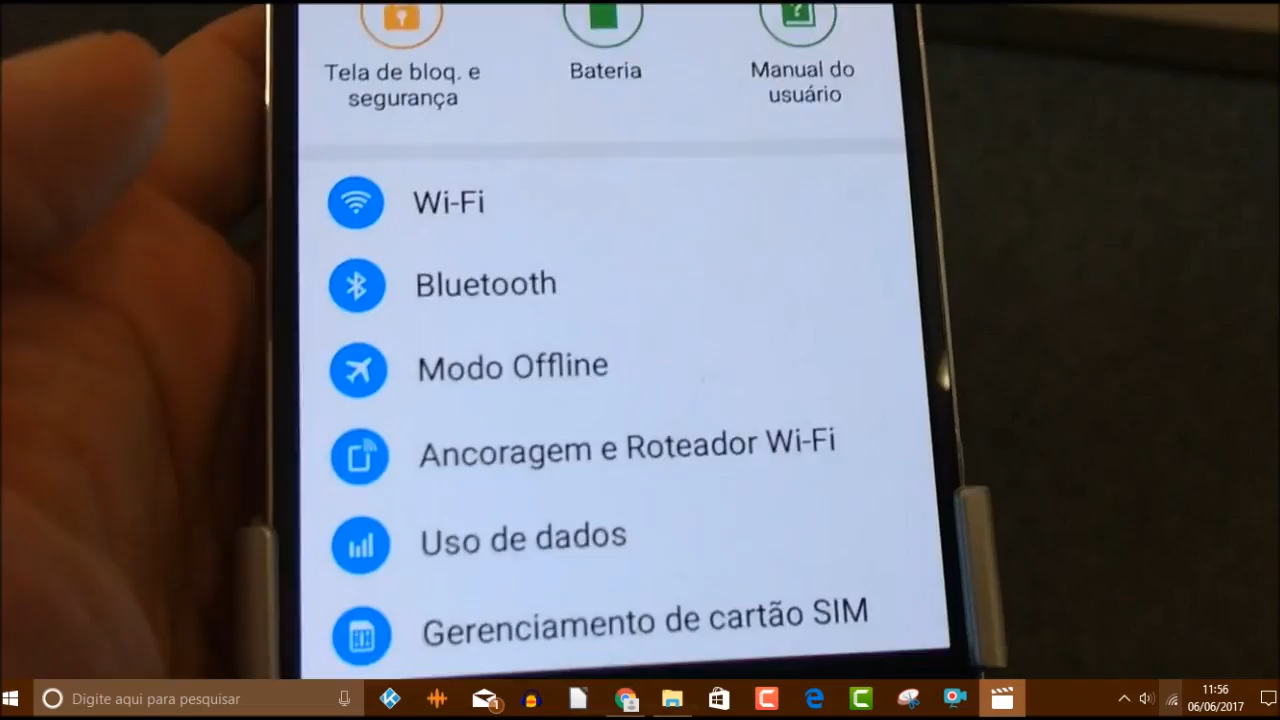 Tela de bloq. e
segurança
Bateria
Manual do
usuário
Wi-Fi
Bluetooth
Modo Offline
Ancoragem e Roteador Wi-Fi
Uso de dados
Gerenciamento de cartão SIM
Digite aqui para pesquisar
1
11:56
06/06/2017